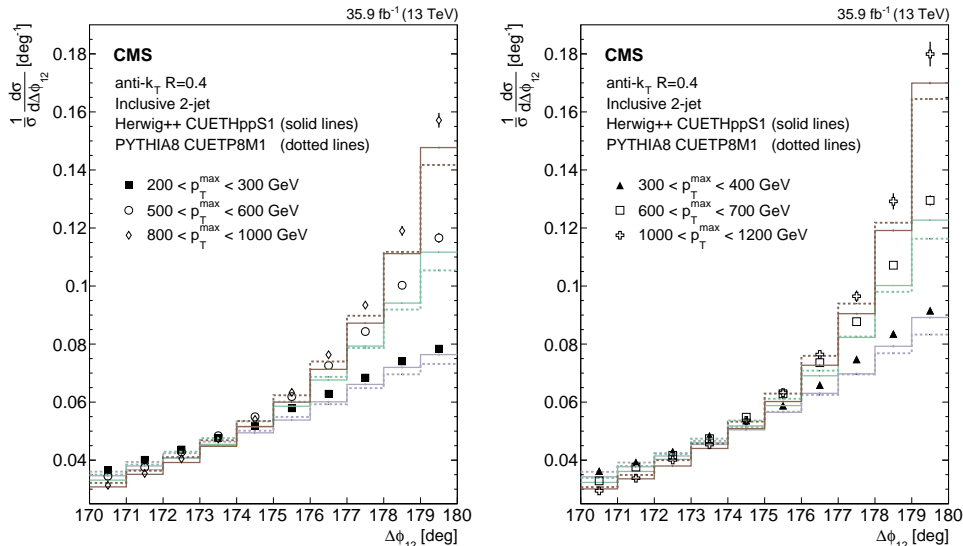 35.9 fb⁻¹ (13 TeV)
CMS
anti-k_T R=0.4
Inclusive 2-jet
Herwig++ CUETHppS1 (solid lines)
PYTHIA8 CUETP8M1 (dotted lines)
200 < p_T^max < 300 GeV
500 < p_T^max < 600 GeV
800 < p_T^max < 1000 GeV
1/σ dσ/dΔϕ₁₂ [deg⁻¹]
0.18
0.16
0.14
0.12
0.1
0.08
0.06
0.04
170 171 172 173 174 175 176 177 178 179 180
Δϕ₁₂ [deg]
35.9 fb⁻¹ (13 TeV)
CMS
anti-k_T R=0.4
Inclusive 2-jet
Herwig++ CUETHppS1 (solid lines)
PYTHIA8 CUETP8M1 (dotted lines)
300 < p_T^max < 400 GeV
600 < p_T^max < 700 GeV
1000 < p_T^max < 1200 GeV
1/σ dσ/dΔϕ₁₂ [deg⁻¹]
0.18
0.16
0.14
0.12
0.1
0.08
0.06
0.04
170 171 172 173 174 175 176 177 178 179 180
Δϕ₁₂ [deg]